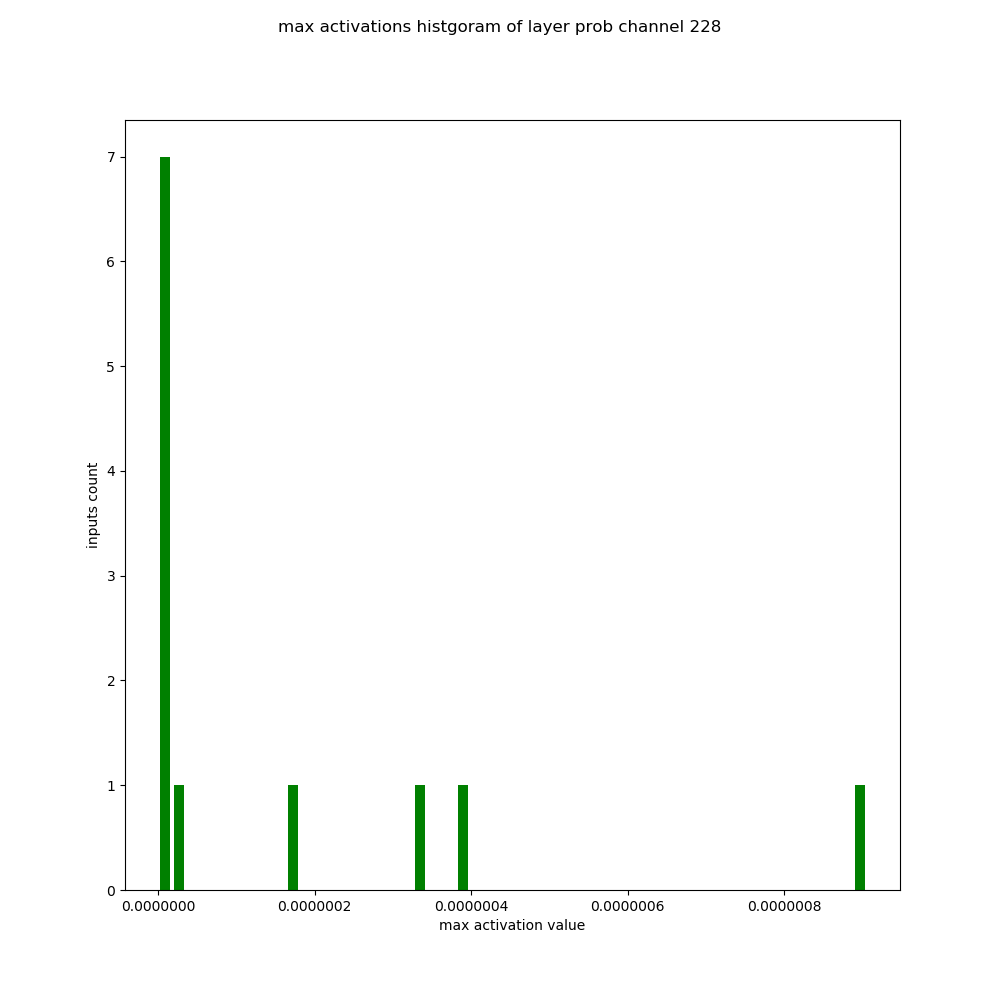 max activations histgoram of layer prob channel 228
7
6
5
4
3
2
1
0
inputs count
0.0000000 0.0000002 0.0000004 0.0000006 0.0000008
max activation value